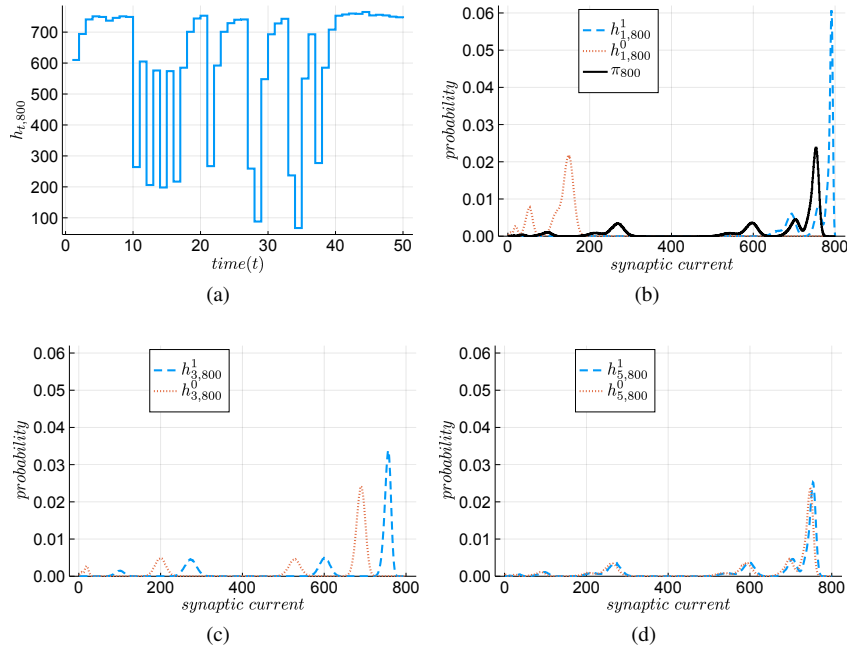 700
600
500
400
300
200
100
0
10
20
30
40
50
h_{t,800}
time(t)
(a)
0.06
0.05
0.04
0.03
0.02
0.01
0.00
0
200
400
600
800
probability
synaptic current
h^1_{1,800}
h^0_{1,800}
π_{800}
(b)
0.06
0.05
0.04
0.03
0.02
0.01
0.00
0
200
400
600
800
probability
synaptic current
h^1_{3,800}
h^0_{3,800}
(c)
0.06
0.05
0.04
0.03
0.02
0.01
0.00
0
200
400
600
800
probability
synaptic current
h^1_{5,800}
h^0_{5,800}
(d)